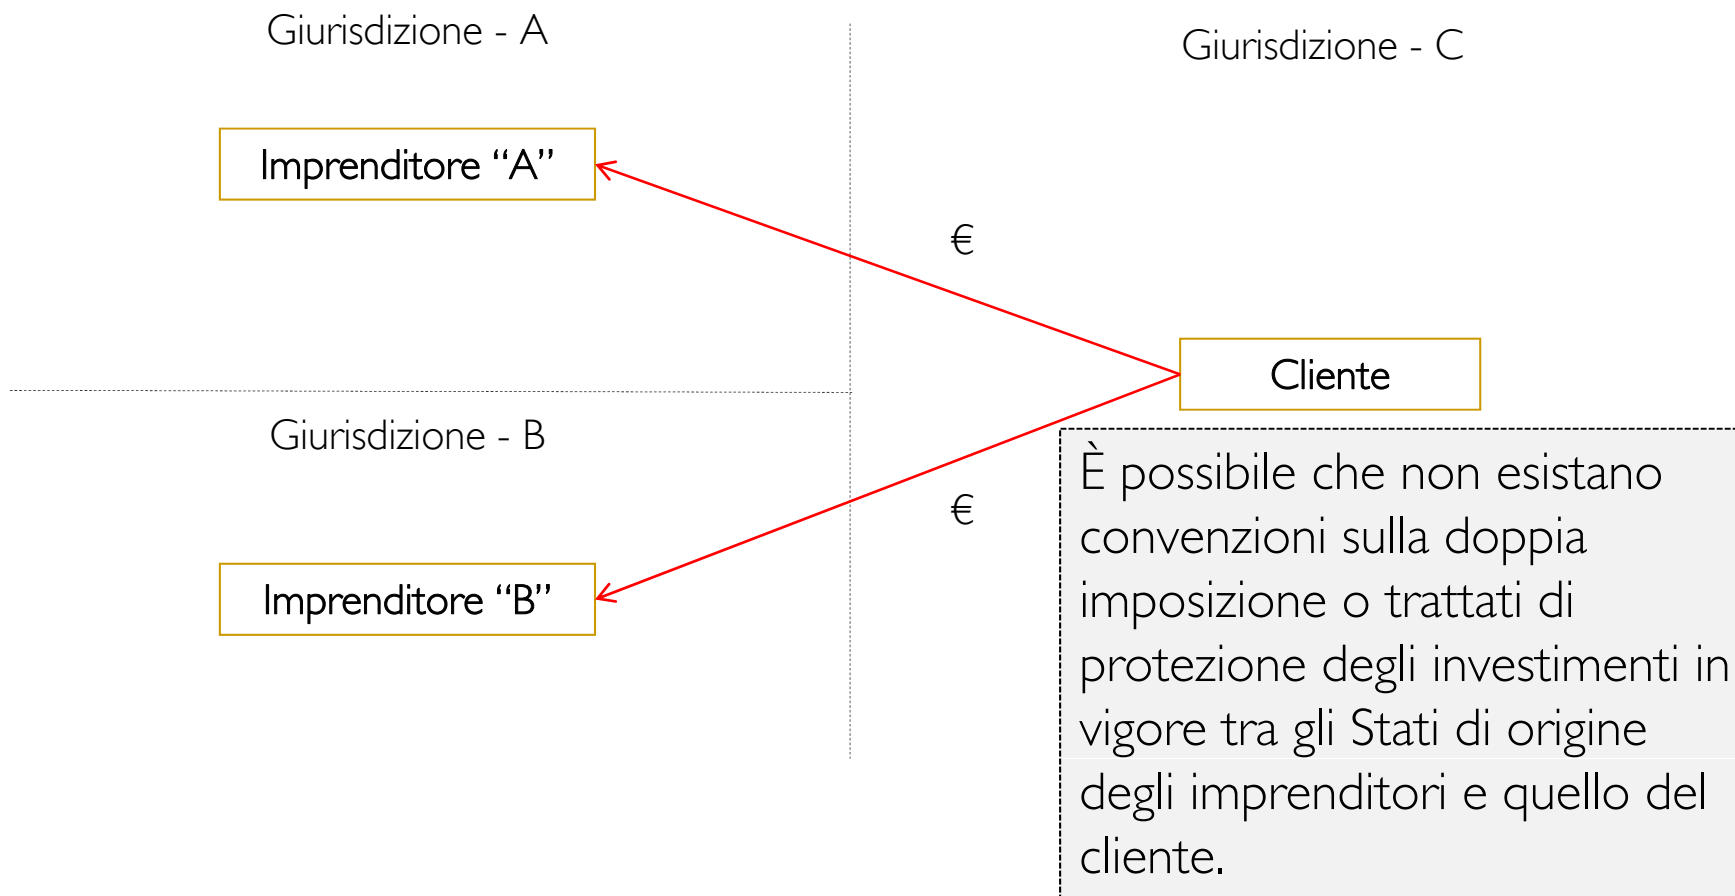 Giurisdizione - A
Giurisdizione - C
Imprenditore “A”
€
Cliente
Giurisdizione - B
€
Imprenditore “B”
È possibile che non esistano
convenzioni sulla doppia
imposizione o trattati di
protezione degli investimenti in
vigore tra gli Stati di origine
degli imprenditori e quello del
cliente.